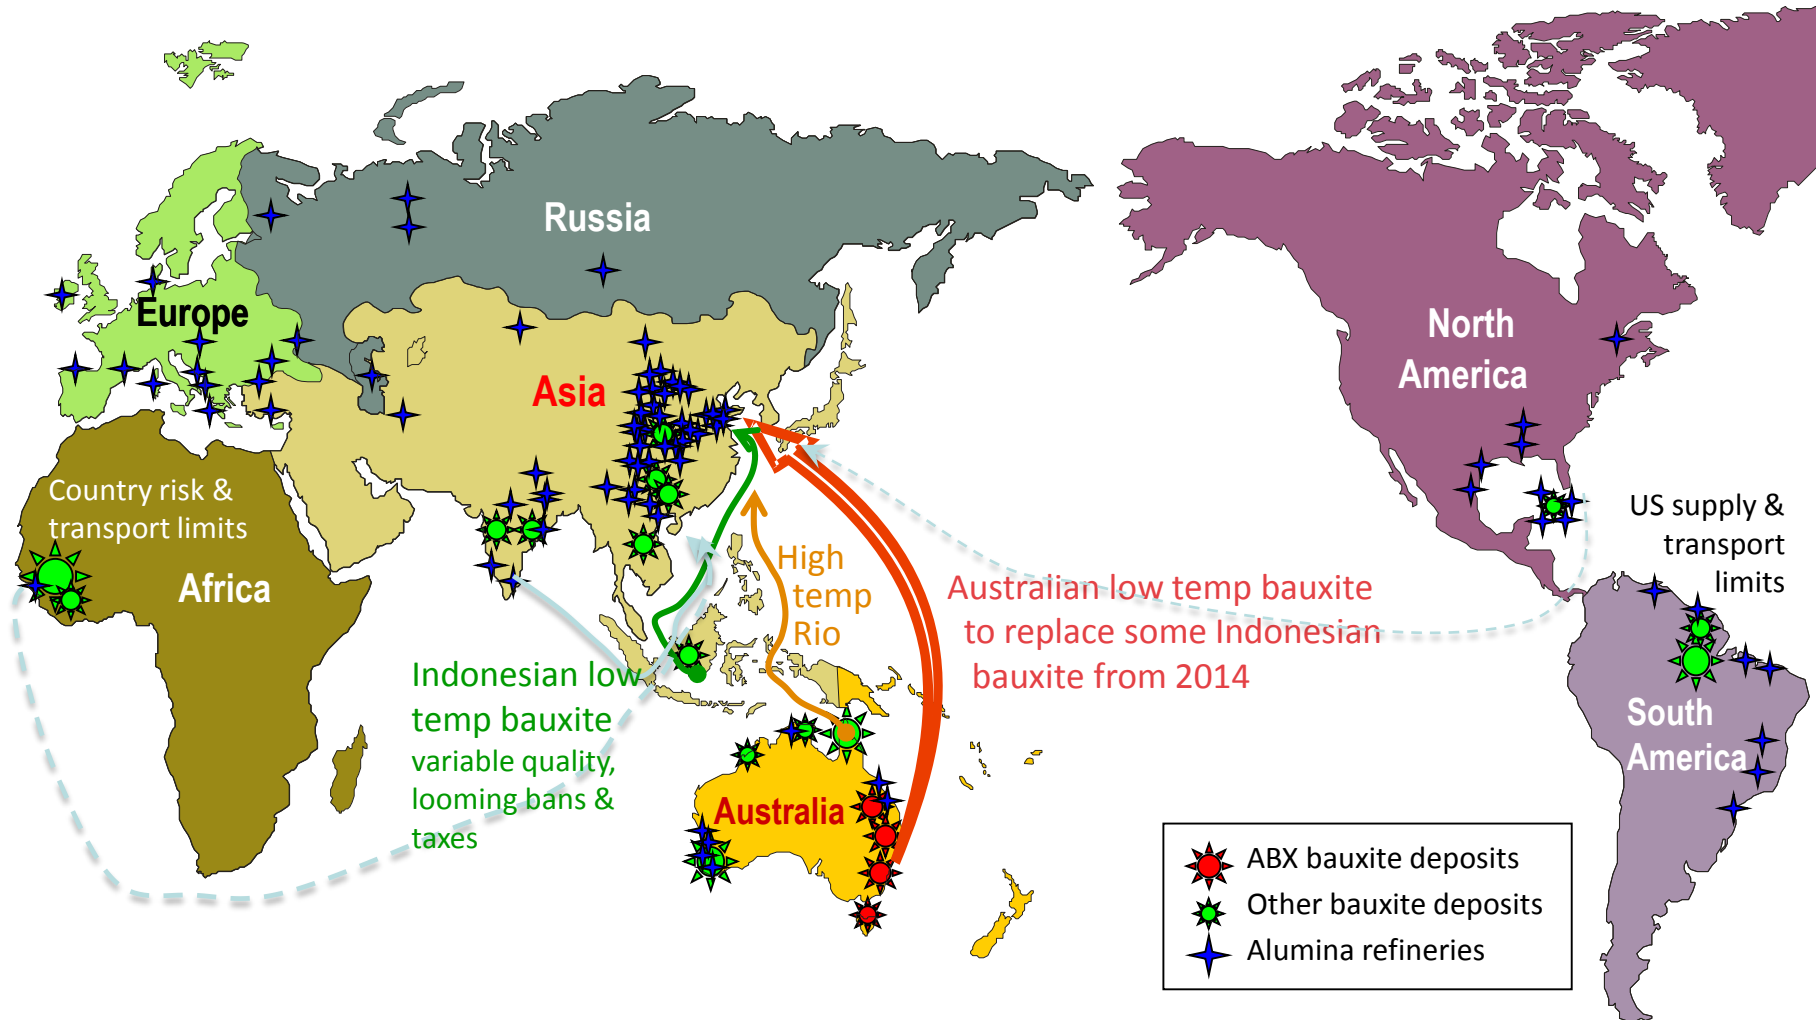 Russia
Europe
Asia
North
America
Country risk &
transport limits
Africa
US supply &
transport
limits
High
temp
Rio
Australian low temp bauxite
to replace some Indonesian
bauxite from 2014
Indonesian low
temp bauxite
variable quality,
looming bans &
taxes
South
America
Australia
ABX bauxite deposits
Other bauxite deposits
Alumina refineries